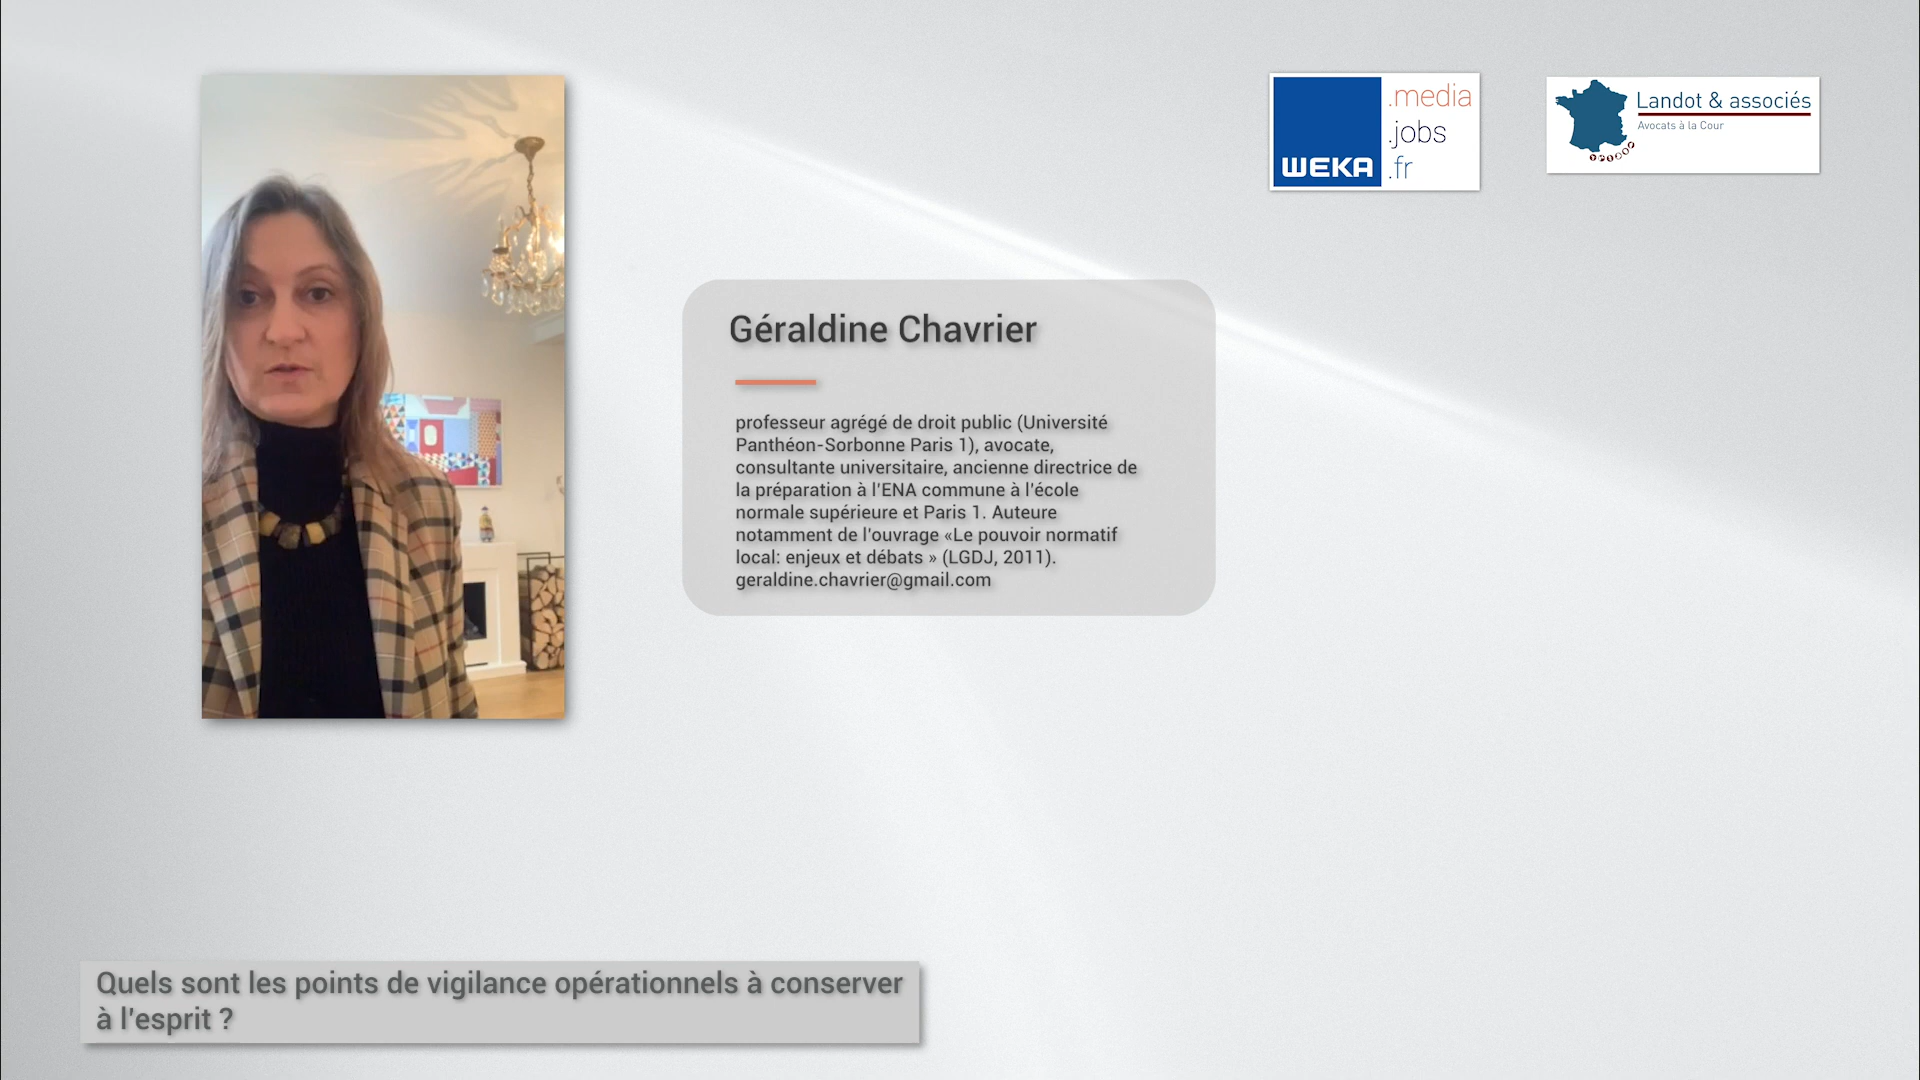 WEKA
.media
.jobs
.fr
Landot & associés
Avocats à la Cour
Géraldine Chavrier
professeur agrégé de droit public (Université
Panthéon-Sorbonne Paris 1), avocate,
consultante universitaire, ancienne directrice de
la préparation à l'ENA commune à l'école
normale supérieure et Paris 1. Auteure
notamment de l'ouvrage «Le pouvoir normatif
local: enjeux et débats » (LGDJ, 2011).
geraldine.chavrier@gmail.com
Quels sont les points de vigilance opérationnels à conserver
à l'esprit ?